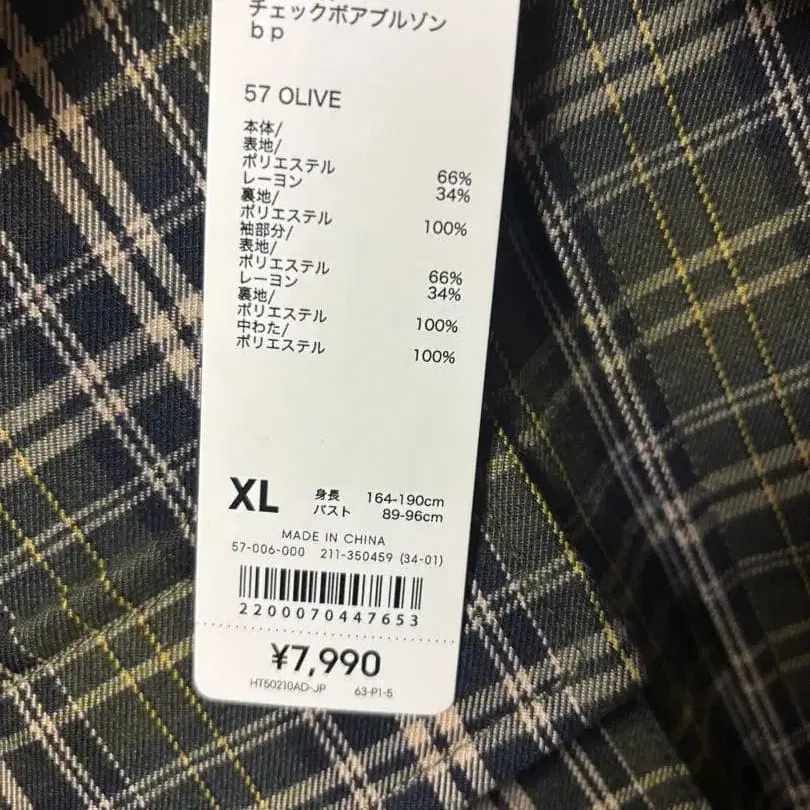 チェックボアブルゾン
ｂｐ
57 OLIVE
本体/
表地/
ポリエステル 66%
レーヨン 34%
裏地/
ポリエステル 100%
袖部分/
表地/
ポリエステル 66%
レーヨン 34%
裏地/
ポリエステル 100%
中わた/
ポリエステル 100%
XL 身長 164-190cm
バスト 89-96cm
MADE IN CHINA
57-006-000 211-350459 (34-01)
2200070447653
¥7,990
HT50210AD-JP 63-P1-5